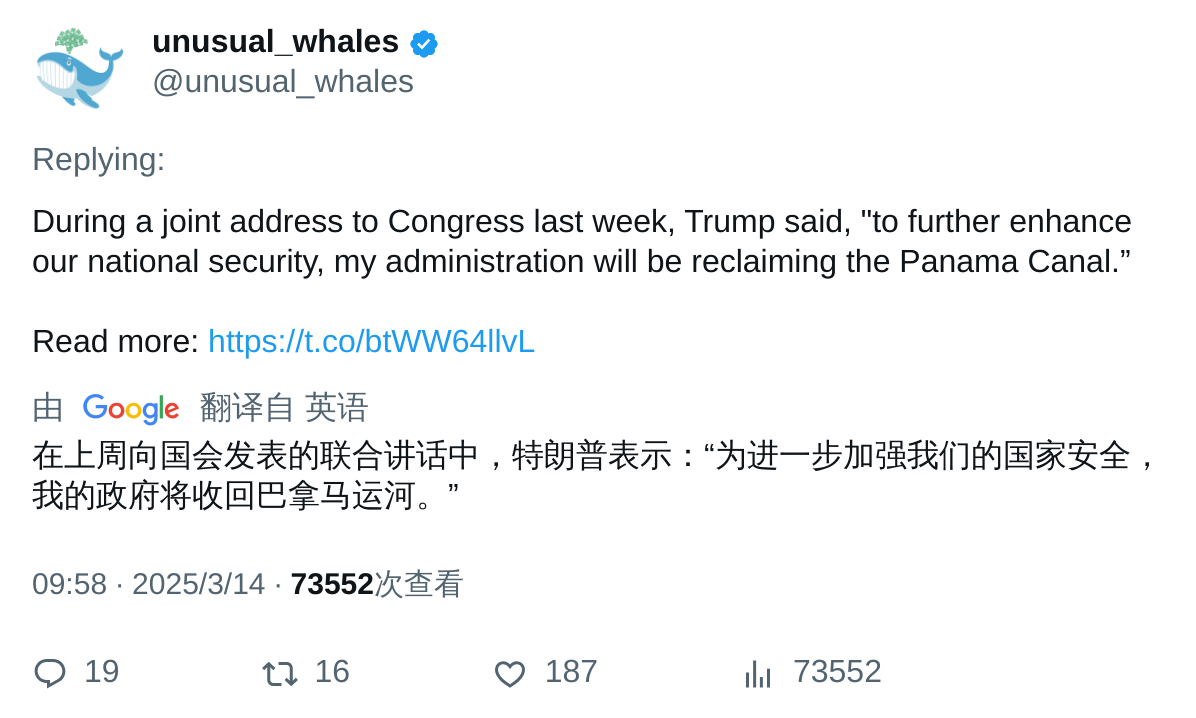 unusual_whales
@unusual_whales
Replying:
During a joint address to Congress last week, Trump said, "to further enhance
our national security, my administration will be reclaiming the Panama Canal.”
Read more: https://t.co/btWW64llvL
由 Google 翻译自 英语
在上周向国会发表的联合讲话中，特朗普表示：“为进一步加强我们的国家安全，
我的政府将收回巴拿马运河。”
09:58 · 2025/3/14 · 73552次查看
19 16 187 73552